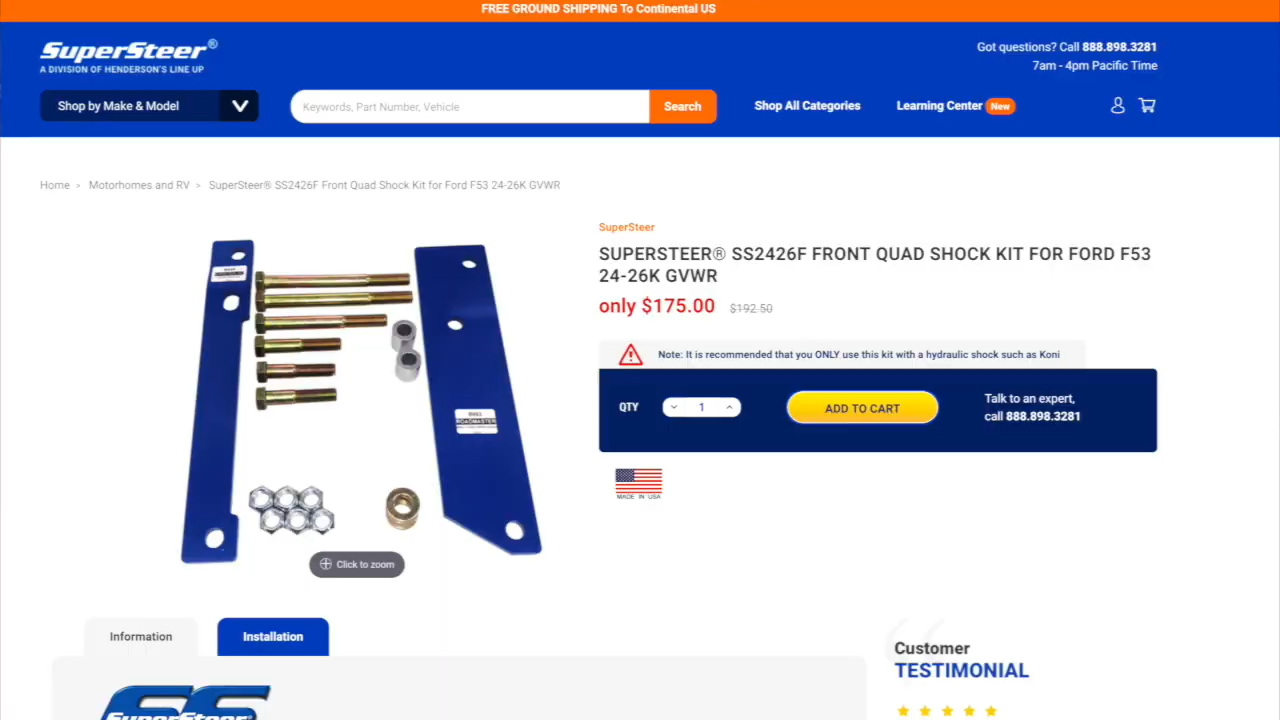 FREE GROUND SHIPPING To Continental US
SuperSteer®
A DIVISION OF HENDERSON'S LINE UP
Got questions? Call 888.898.3281
7am - 4pm Pacific Time
Shop by Make & Model
Keywords, Part Number, Vehicle
Search
Shop All Categories
Learning Center New
Home > Motorhomes and RV > SuperSteer® SS2426F Front Quad Shock Kit for Ford F53 24-26K GVWR
SuperSteer
SUPERSTEER® SS2426F FRONT QUAD SHOCK KIT FOR FORD F53
24-26K GVWR
only $175.00 $192.50
Note: It is recommended that you ONLY use this kit with a hydraulic shock such as Koni
QTY
1
ADD TO CART
Talk to an expert,
call 888.898.3281
MADE IN USA
ROADMASTER
Click to zoom
Information
Installation
SS
SuperSteer
Customer
TESTIMONIAL